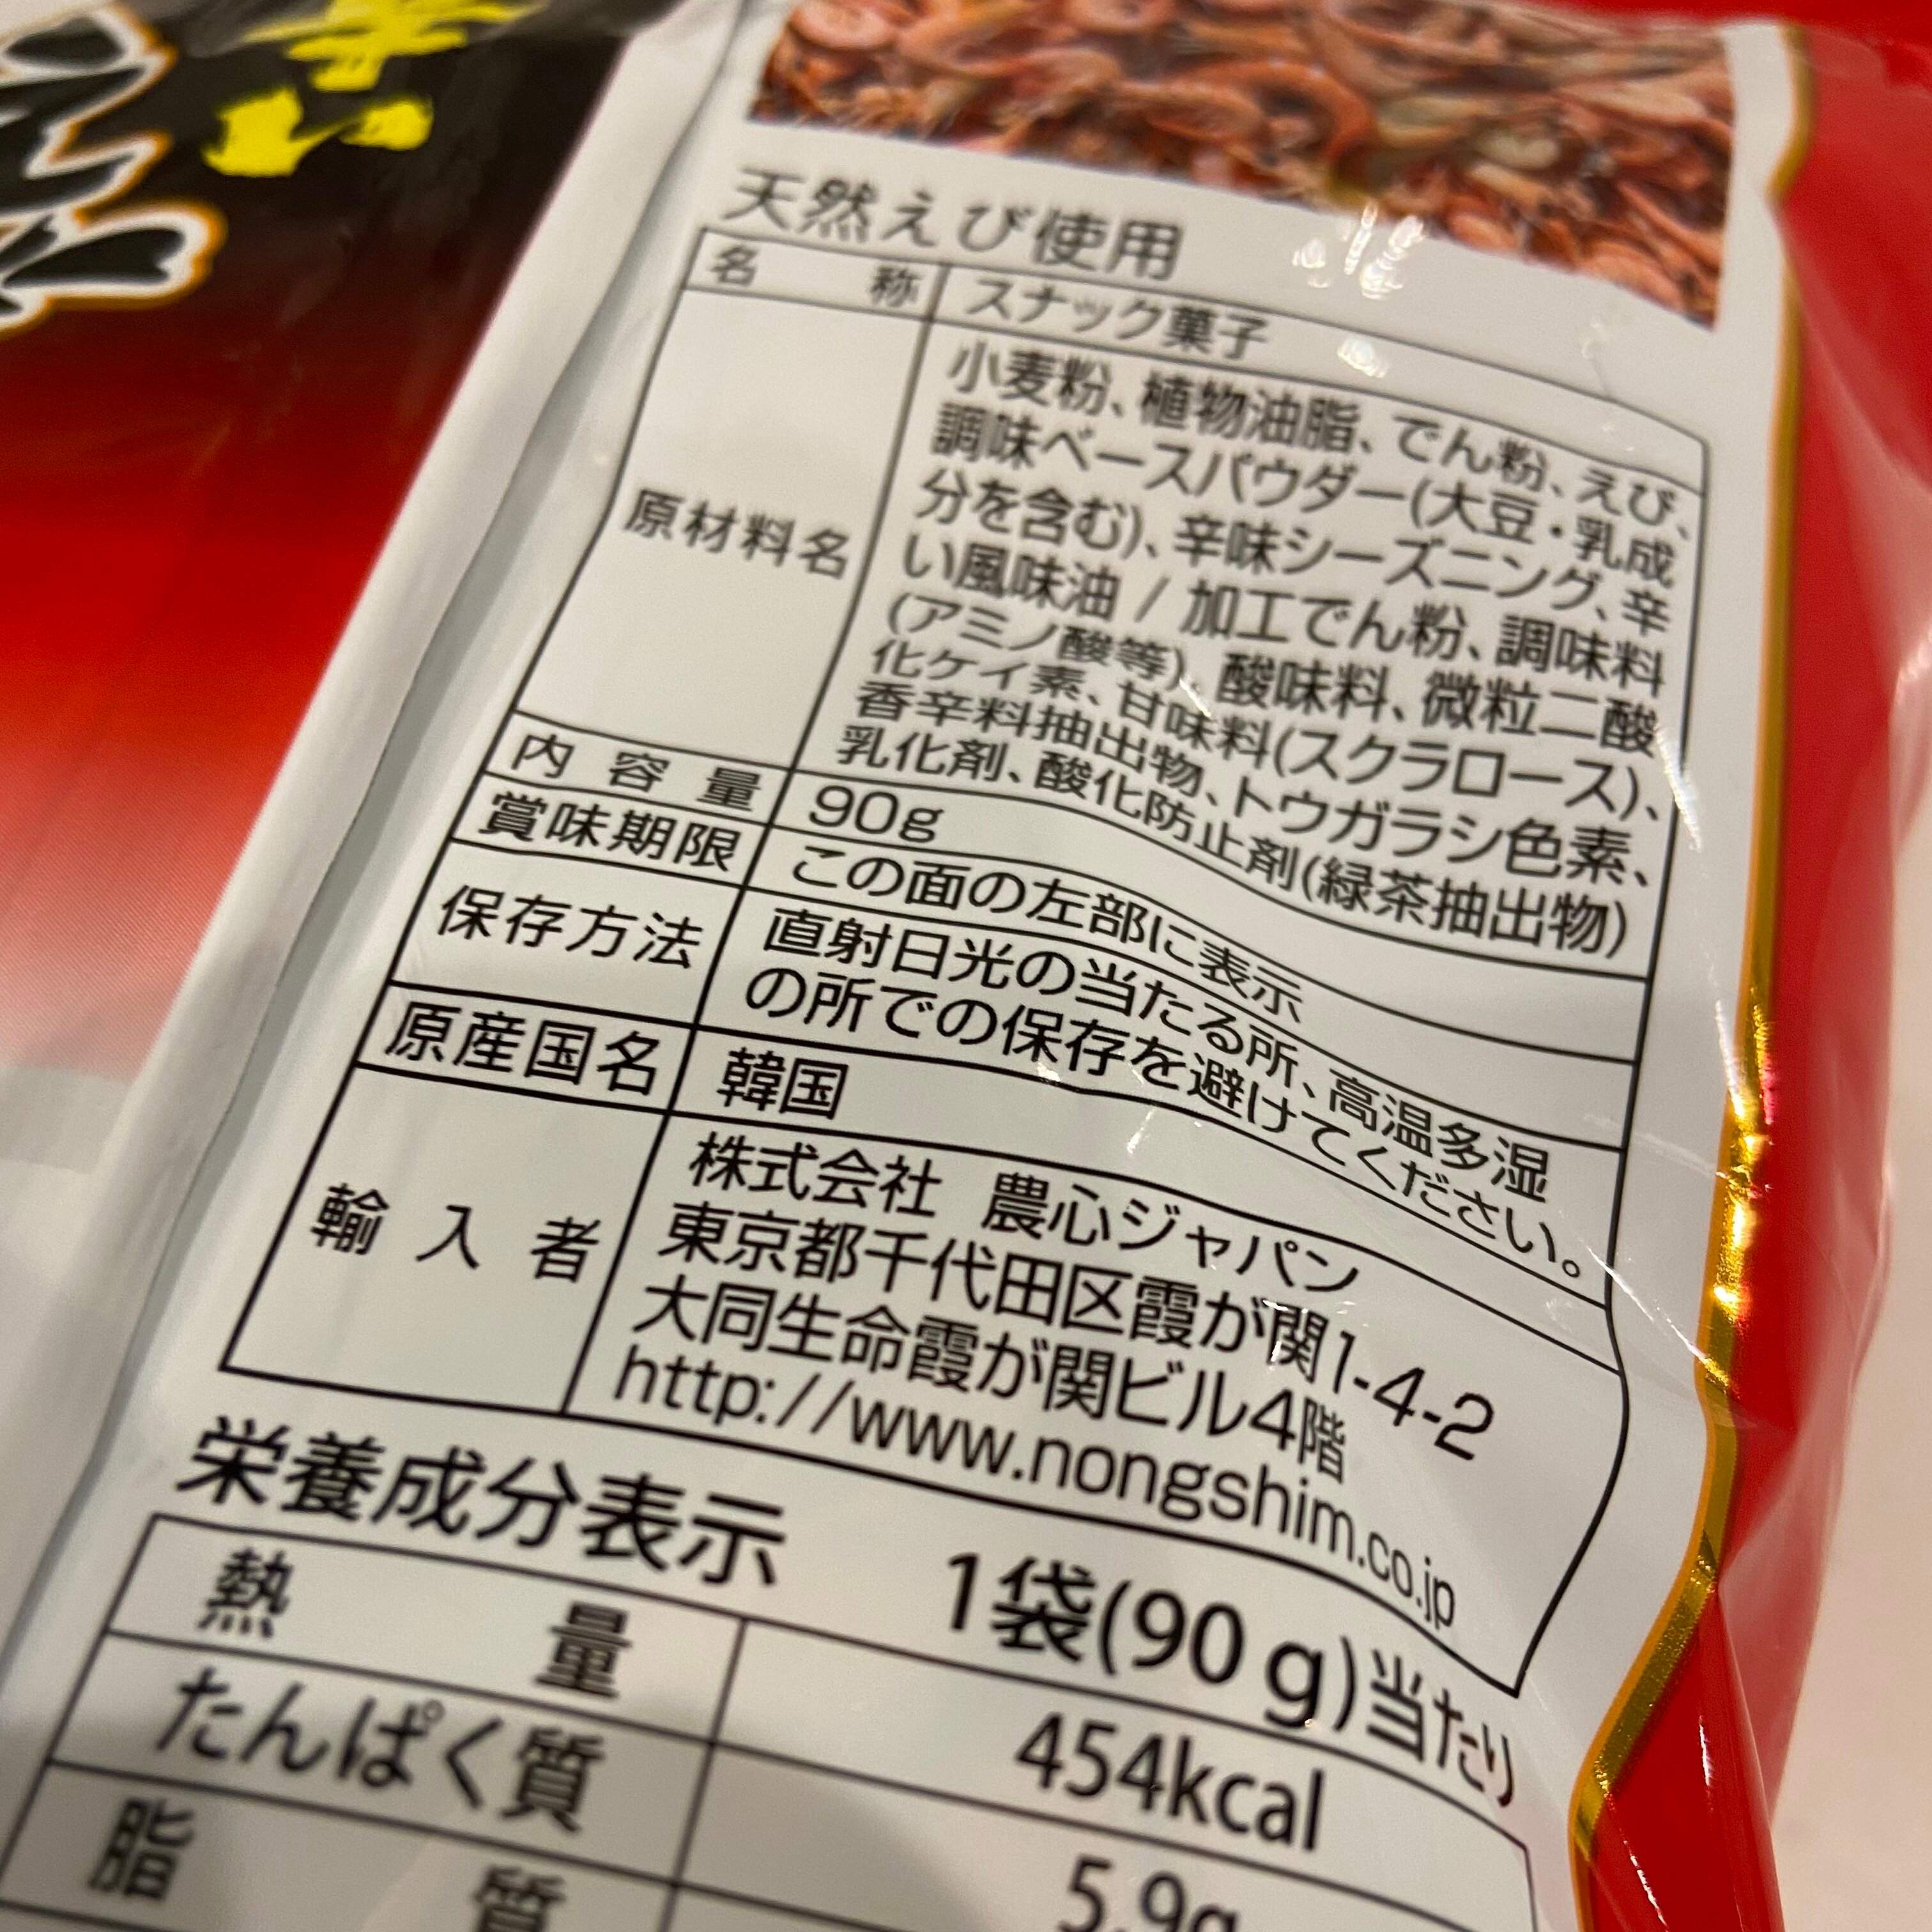 天然えび使用
名称 スナック菓子
原材料名
小麦粉、植物油脂、でん粉、えび、
調味ベースパウダー(大豆・乳成
分を含む)、辛味シーズニング、辛
い風味油 / 加工でん粉、調味料
(アミノ酸等)、酸味料、微粒二酸
化ケイ素、甘味料(スクラロース)、
香辛料抽出物、トウガラシ色素、
乳化剤、酸化防止剤(緑茶抽出物)
内容量 90g
賞味期限 この面の左部に表示
保存方法
直射日光の当たる所、高温多湿
の所での保存を避けてください。
原産国名 韓国
輸入者
株式会社 農心ジャパン
東京都千代田区霞が関1-4-2
大同生命霞が関ビル4階
http://www.nongshim.co.jp
栄養成分表示 1袋(90g)当たり
熱量 454kcal
たんぱく質 5.9g
脂質